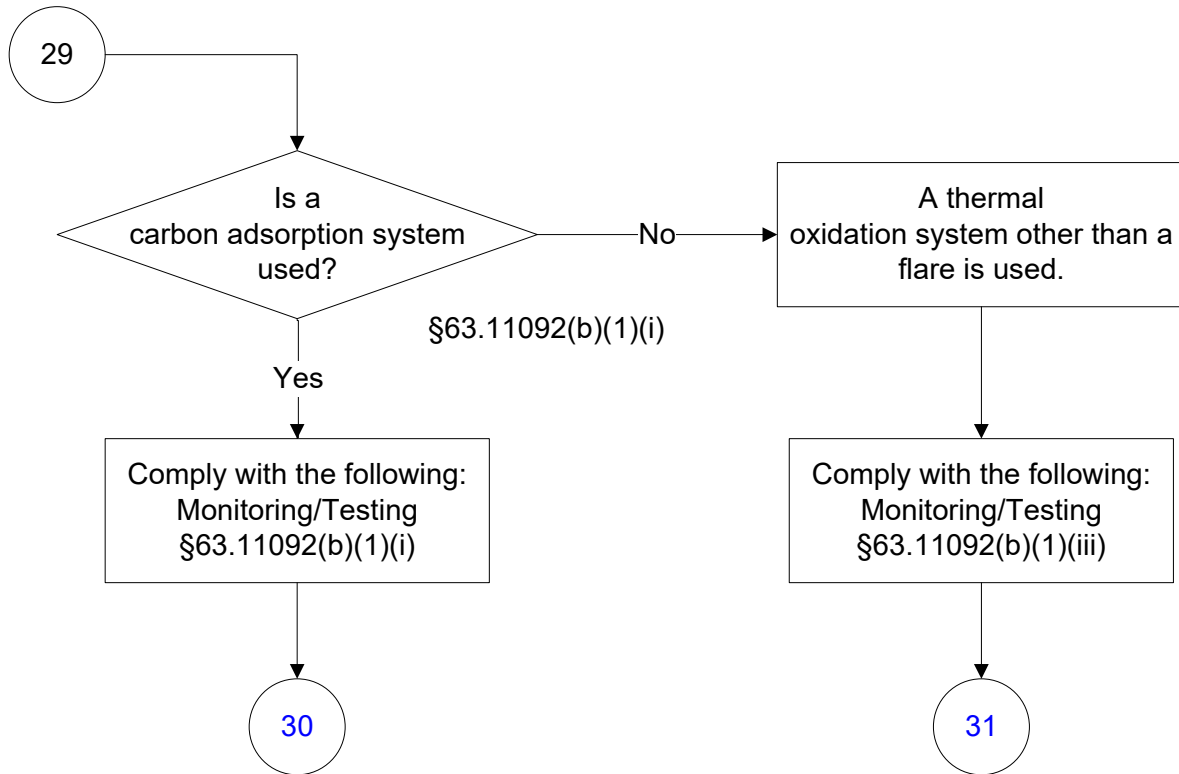 29
Is a
carbon adsorption system
used?
No
A thermal
oxidation system other than a
flare is used.
§63.11092(b)(1)(i)
Yes
Comply with the following:
Monitoring/Testing
§63.11092(b)(1)(i)
Comply with the following:
Monitoring/Testing
§63.11092(b)(1)(iii)
30
31